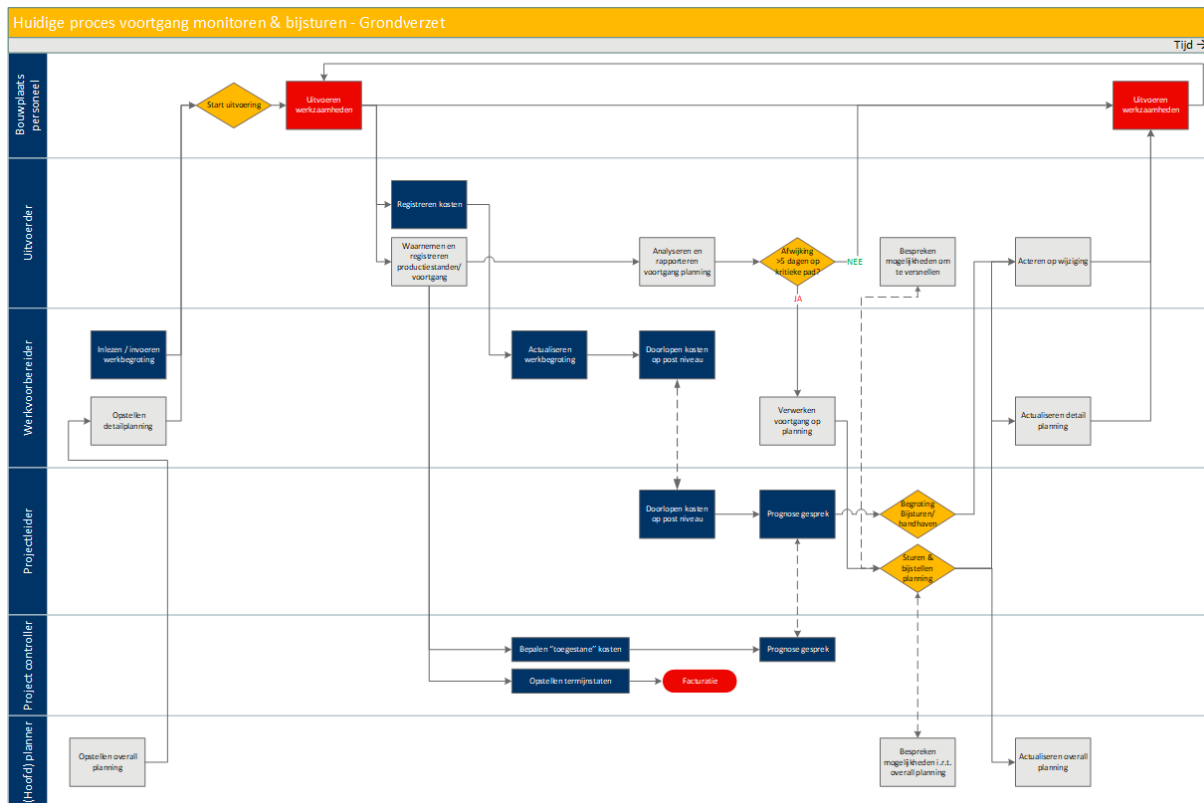 Huidige proces voortgang monitoren & bijsturen - Grondverzet
Tijd →
Bouwplaats
personeel
Start uitvoering
Uitvoeren
werkzaamheden
Uitvoeren
werkzaamheden
Uitvoerder
Registreren kosten
Waarnemen en
registreren
productiestanden/
voortgang
Analyseren en
rapporteren
voortgang planning
Afwijking
>5 dagen op
kritieke pad?
NEE
JA
Bespreken
mogelijkheden om
te versnellen
Acteren op wijziging
Werkvoorbereider
Inlezen / invoeren
werkbegroting
Opstellen
detailplanning
Actualiseren
werkbegroting
Doorlopen kosten
op post niveau
Verwerken
voortgang op
planning
Actualiseren detail
planning
Projectleider
Doorlopen kosten
op post niveau
Prognose gesprek
Begroting
Bijsturen/
handhaven
Sturen &
bijstellen
planning
Project controller
Bepalen "toegestane" kosten
Prognose gesprek
Opstellen termijnstaten
Facturatie
(Hoofd) planner
Opstellen overall
planning
Bespreken
mogelijkheden i.r.t.
overall planning
Actualiseren overall
planning